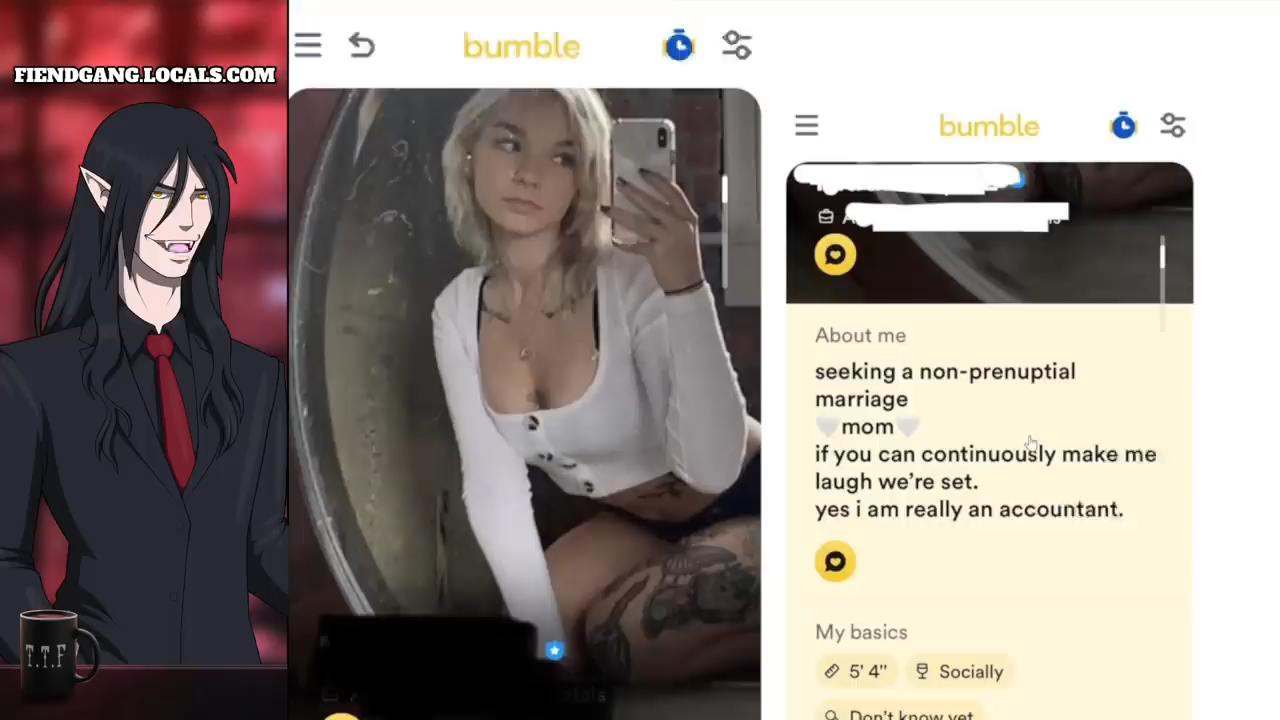 FIENDGANG.LOCALS.COM
T.T.F
bumble
bumble
About me
seeking a non-prenuptial
marriage
🤍mom🤍
if you can continuously make me
laugh we're set.
yes i am really an accountant.
My basics
5' 4"
Socially
Don't know yet